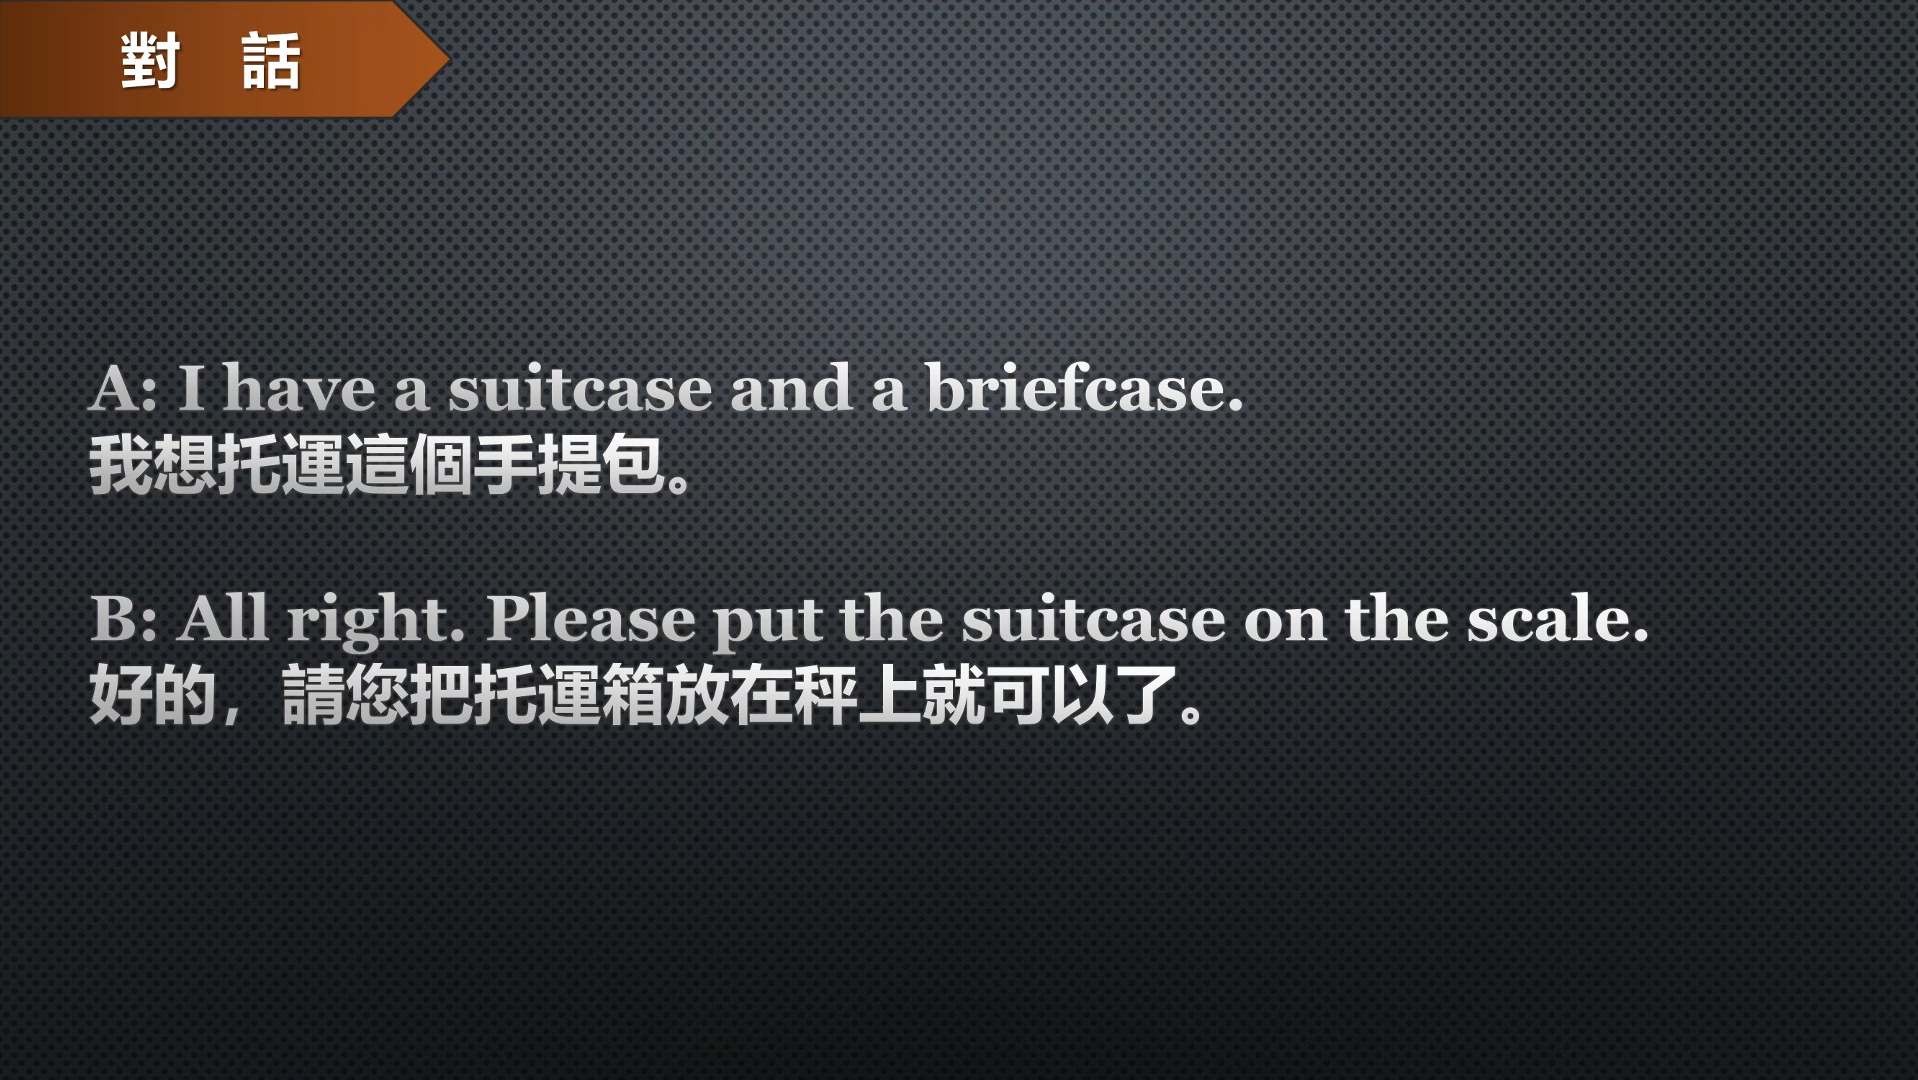 對 話
A: I have a suitcase and a briefcase.
我想托運這個手提包。
B: All right. Please put the suitcase on the scale.
好的，請您把托運箱放在秤上就可以了。